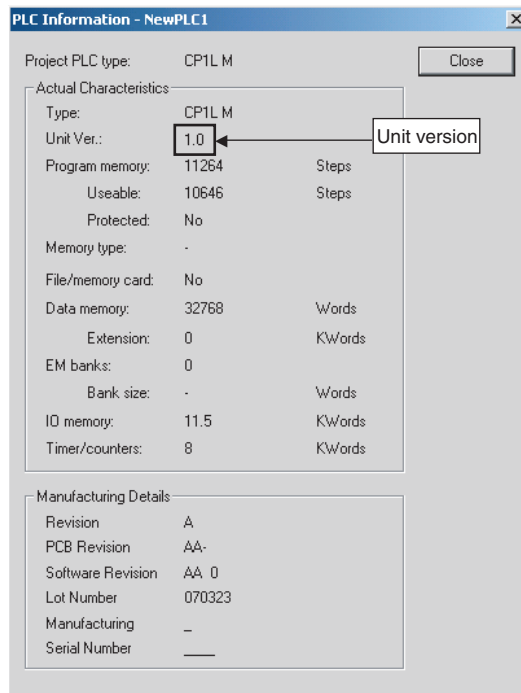 PLC Information - NewPLC1
Project PLC type: CP1L M Close
Actual Characteristics
Type: CP1L M
Unit Ver.: 1.0 Unit version
Program memory: 11264 Steps
Useable: 10646 Steps
Protected: No
Memory type: -
File/memory card: No
Data memory: 32768 Words
Extension: 0 KWords
EM banks: 0
Bank size: - Words
IO memory: 11.5 KWords
Timer/counters: 8 KWords
Manufacturing Details
Revision A
PCB Revision AA-
Software Revision AA 0
Lot Number 070323
Manufacturing _
Serial Number ____